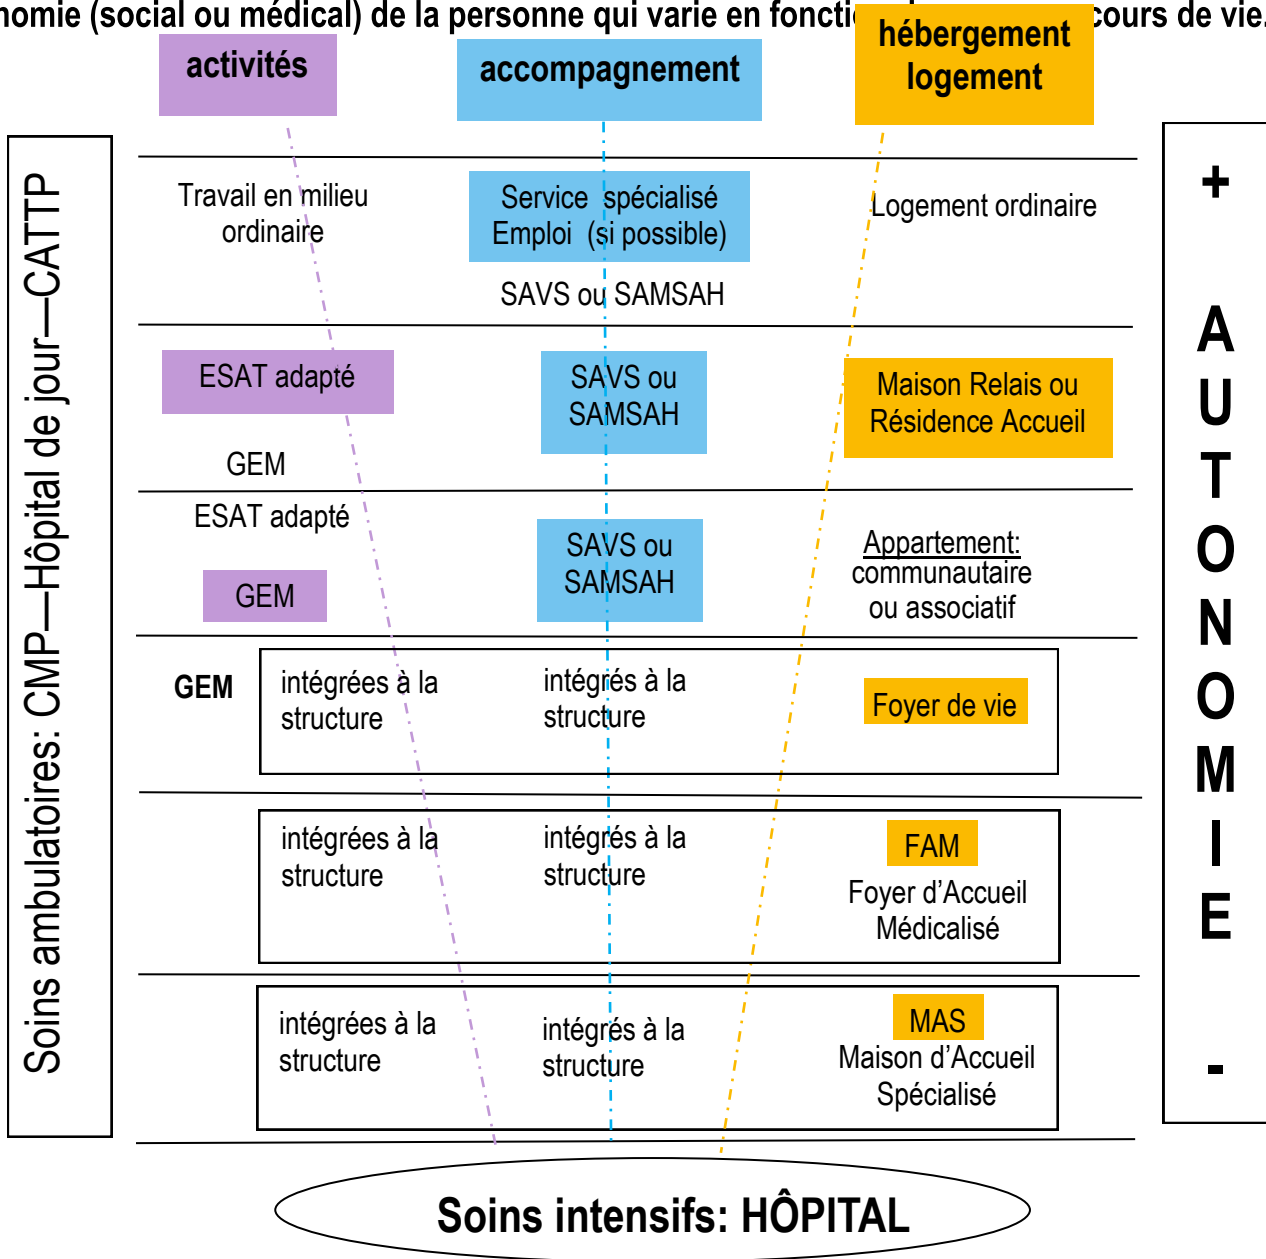 nomie (social ou médical) de la personne qui varie en foncti
cours de vie.
activités
accompagnement
hébergement
logement
Soins ambulatoires: CMP—Hôpital de jour—CATTP
Travail en milieu
ordinaire
Service spécialisé
Emploi (si possible)
SAVS ou SAMSAH
Logement ordinaire
ESAT adapté
GEM
SAVS ou
SAMSAH
Maison Relais ou
Résidence Accueil
ESAT adapté
GEM
SAVS ou
SAMSAH
Appartement:
communautaire
ou associatif
GEM
intégrées à la
structure
intégrés à la
structure
Foyer de vie
intégrées à la
structure
intégrés à la
structure
FAM
Foyer d’Accueil
Médicalisé
intégrées à la
structure
intégrés à la
structure
MAS
Maison d’Accueil
Spécialisé
+
A
U
T
O
N
O
M
I
E
-
Soins intensifs: HÔPITAL